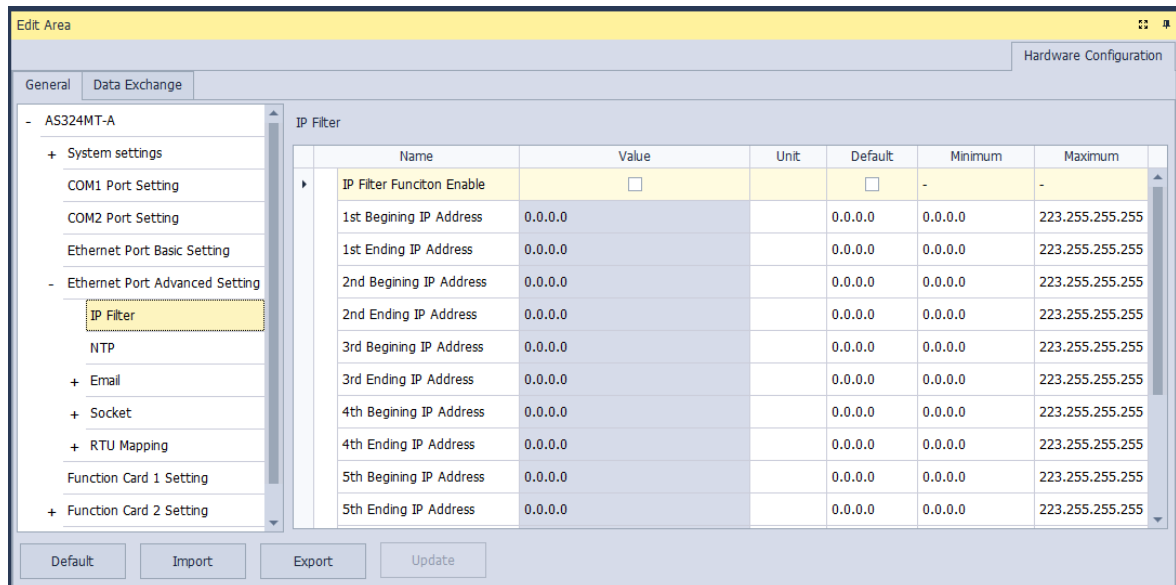 Edit Area
Hardware Configuration
General Data Exchange
- AS324MT-A
+ System settings
COM1 Port Setting
COM2 Port Setting
Ethernet Port Basic Setting
- Ethernet Port Advanced Setting
IP Filter
NTP
+ Email
+ Socket
+ RTU Mapping
Function Card 1 Setting
+ Function Card 2 Setting
IP Filter
Name Value Unit Default Minimum Maximum
IP Filter Funciton Enable - -
1st Begining IP Address 0.0.0.0 0.0.0.0 0.0.0.0 223.255.255.255
1st Ending IP Address 0.0.0.0 0.0.0.0 0.0.0.0 223.255.255.255
2nd Begining IP Address 0.0.0.0 0.0.0.0 0.0.0.0 223.255.255.255
2nd Ending IP Address 0.0.0.0 0.0.0.0 0.0.0.0 223.255.255.255
3rd Begining IP Address 0.0.0.0 0.0.0.0 0.0.0.0 223.255.255.255
3rd Ending IP Address 0.0.0.0 0.0.0.0 0.0.0.0 223.255.255.255
4th Begining IP Address 0.0.0.0 0.0.0.0 0.0.0.0 223.255.255.255
4th Ending IP Address 0.0.0.0 0.0.0.0 0.0.0.0 223.255.255.255
5th Begining IP Address 0.0.0.0 0.0.0.0 0.0.0.0 223.255.255.255
5th Ending IP Address 0.0.0.0 0.0.0.0 0.0.0.0 223.255.255.255
Default Import Export Update